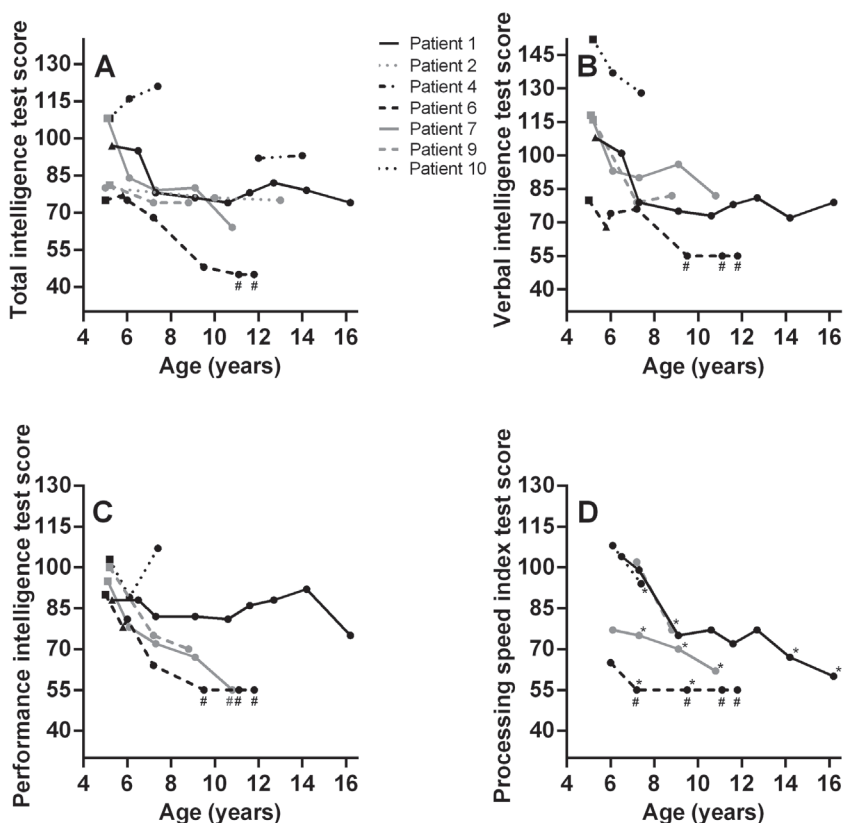 A
Total intelligence test score
130
115
100
85
70
55
40
# #
4 6 8 10 12 14 16
Age (years)
Patient 1
Patient 2
Patient 4
Patient 6
Patient 7
Patient 9
Patient 10
B
Verbal intelligence test score
145
130
115
100
85
70
55
40
# # #
4 6 8 10 12 14 16
Age (years)
C
Performance intelligence test score
130
115
100
85
70
55
40
# # # #
4 6 8 10 12 14 16
Age (years)
D
Processing speed index test score
130
115
100
85
70
55
40
*
*
* *
*
*
* *
*
# # # #
4 6 8 10 12 14 16
Age (years)